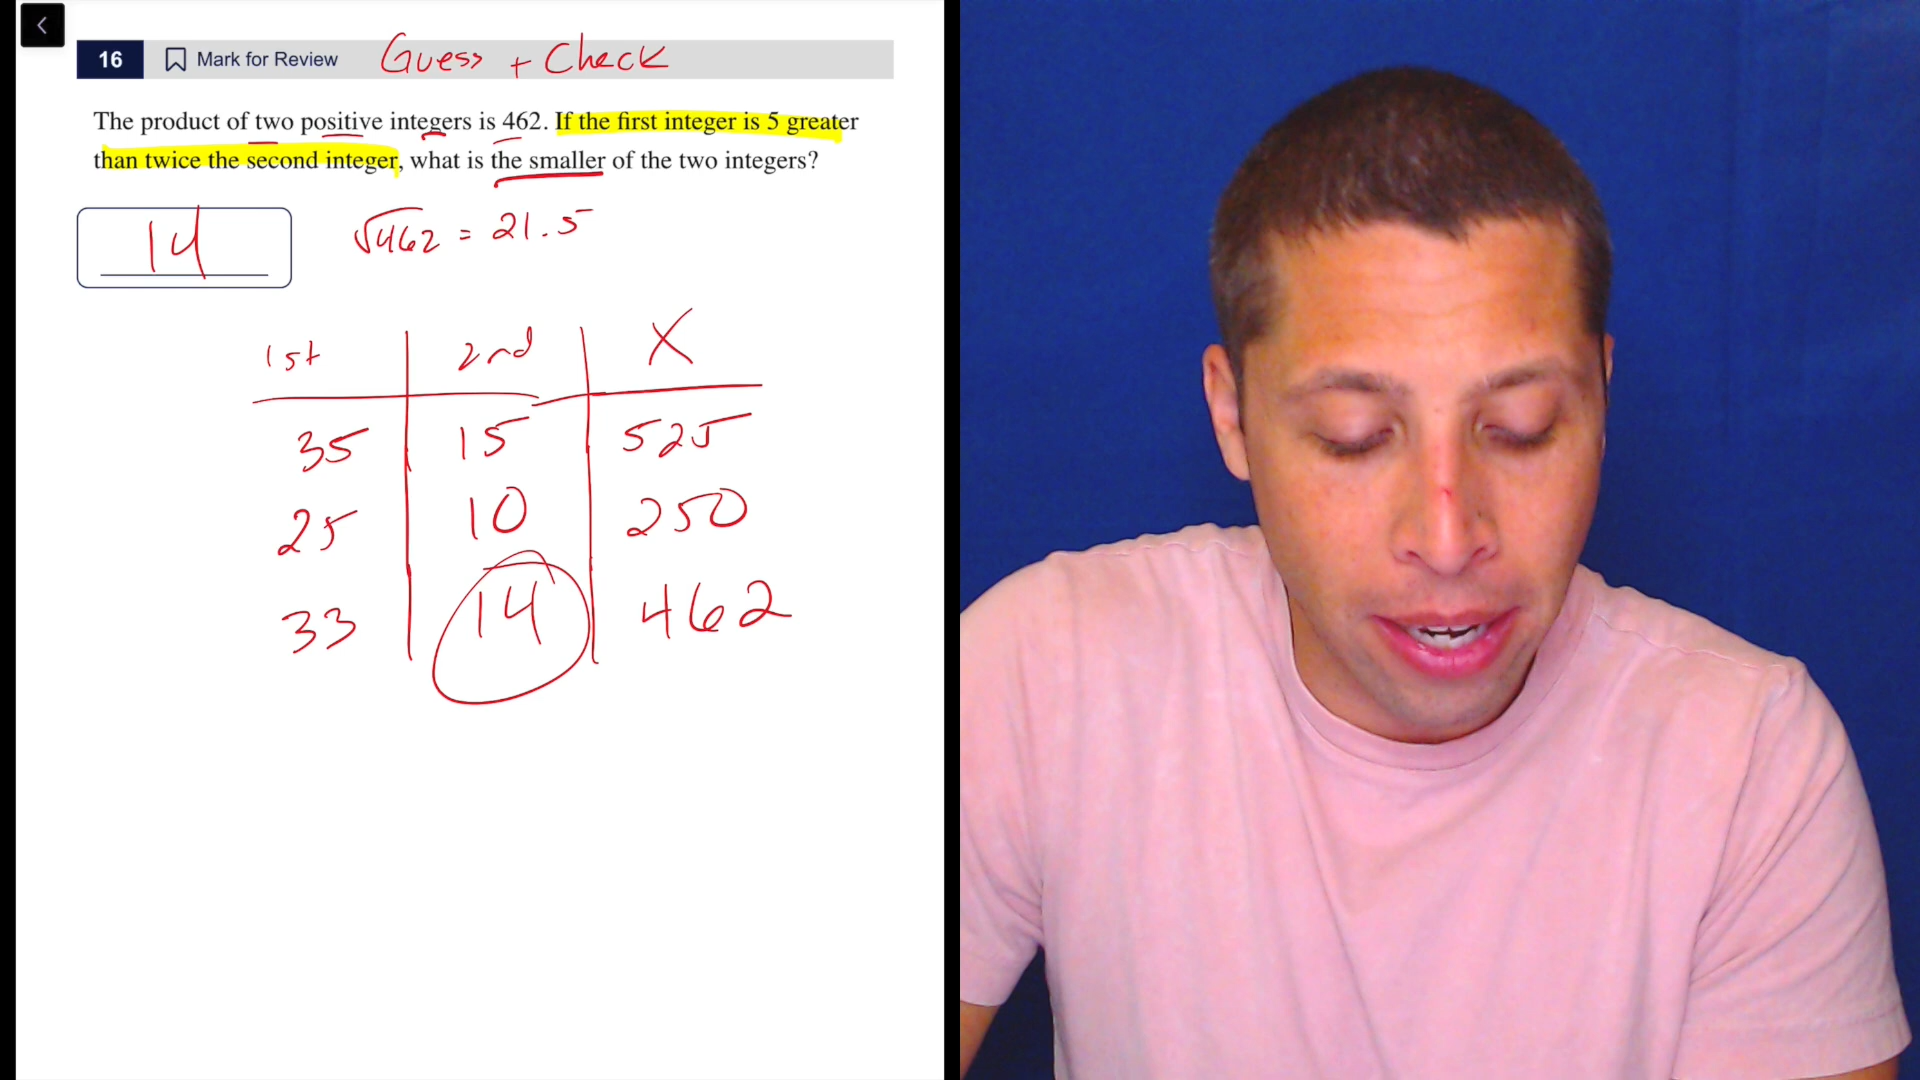 16 Mark for Review Guess + Check
The product of two positive integers is 462. If the first integer is 5 greater
than twice the second integer, what is the smaller of the two integers?
14 √462 = 21.5
1st 2nd X
35 15 525
25 10 250
33 14 462